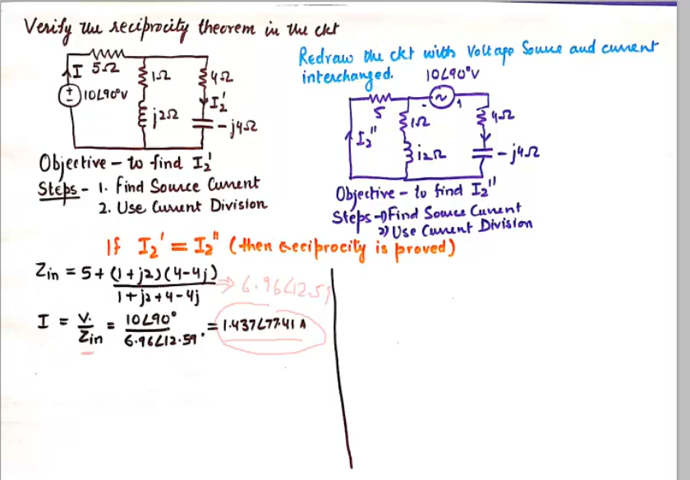 Verify the reciprocity theorem in the ckt
I 5Ω 1Ω 4Ω
I2'
10∠90°V
j2Ω -j4Ω
Objective - to find I2'
Steps - 1. Find Source Current
2. Use Current Division
Redraw the ckt with Voltage Source and current
interchanged. 10∠90°V
5 1Ω 4Ω
I2"
j2Ω -j4Ω
Objective - to find I2"
Steps → 1) Find Source Current
2) Use Current Division
If I2' = I2" (then reciprocity is proved)
Zin = 5 + (1+j2)(4-4j) / 1+j2+4-4j ⇒ 6.96∠12.59
I = V / Zin = 10∠90° / 6.96∠12.59° = 1.437∠77.41 A